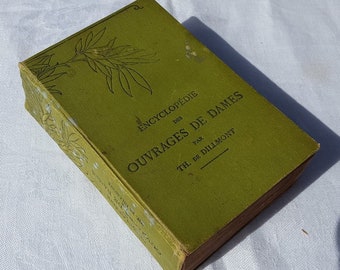 ENCYCLOPÉDIE
DES
OUVRAGES DE DAMES
PAR
TH. DE DILLMONT